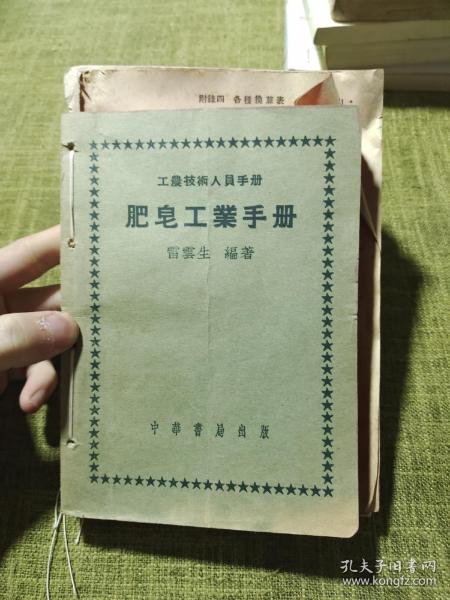 附錄四 各種換算表
工農技術人員手册
肥皂工業手册
雷雲生 編著
中華書局出版
孔夫子旧书网
www.kongfz.com